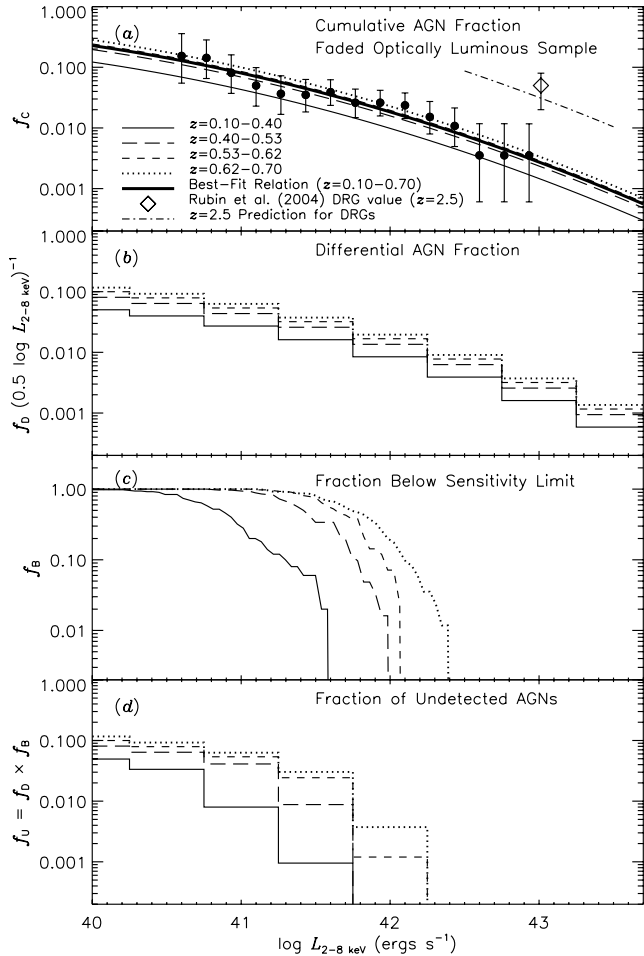 (a)
Cumulative AGN Fraction
Faded Optically Luminous Sample
1.000
0.100
0.010
0.001
f_C
z=0.10-0.40
z=0.40-0.53
z=0.53-0.62
z=0.62-0.70
Best-Fit Relation (z=0.10-0.70)
Rubin et al. (2004) DRG value (z=2.5)
z=2.5 Prediction for DRGs
(b)
Differential AGN Fraction
1.000
0.100
0.010
0.001
f_D (0.5 log L_{2-8 keV})^{-1}
(c)
Fraction Below Sensitivity Limit
1.00
0.10
0.01
f_B
(d)
Fraction of Undetected AGNs
1.000
0.100
0.010
0.001
f_U = f_D × f_B
40 41 42 43
log L_{2-8 keV} (ergs s^{-1})